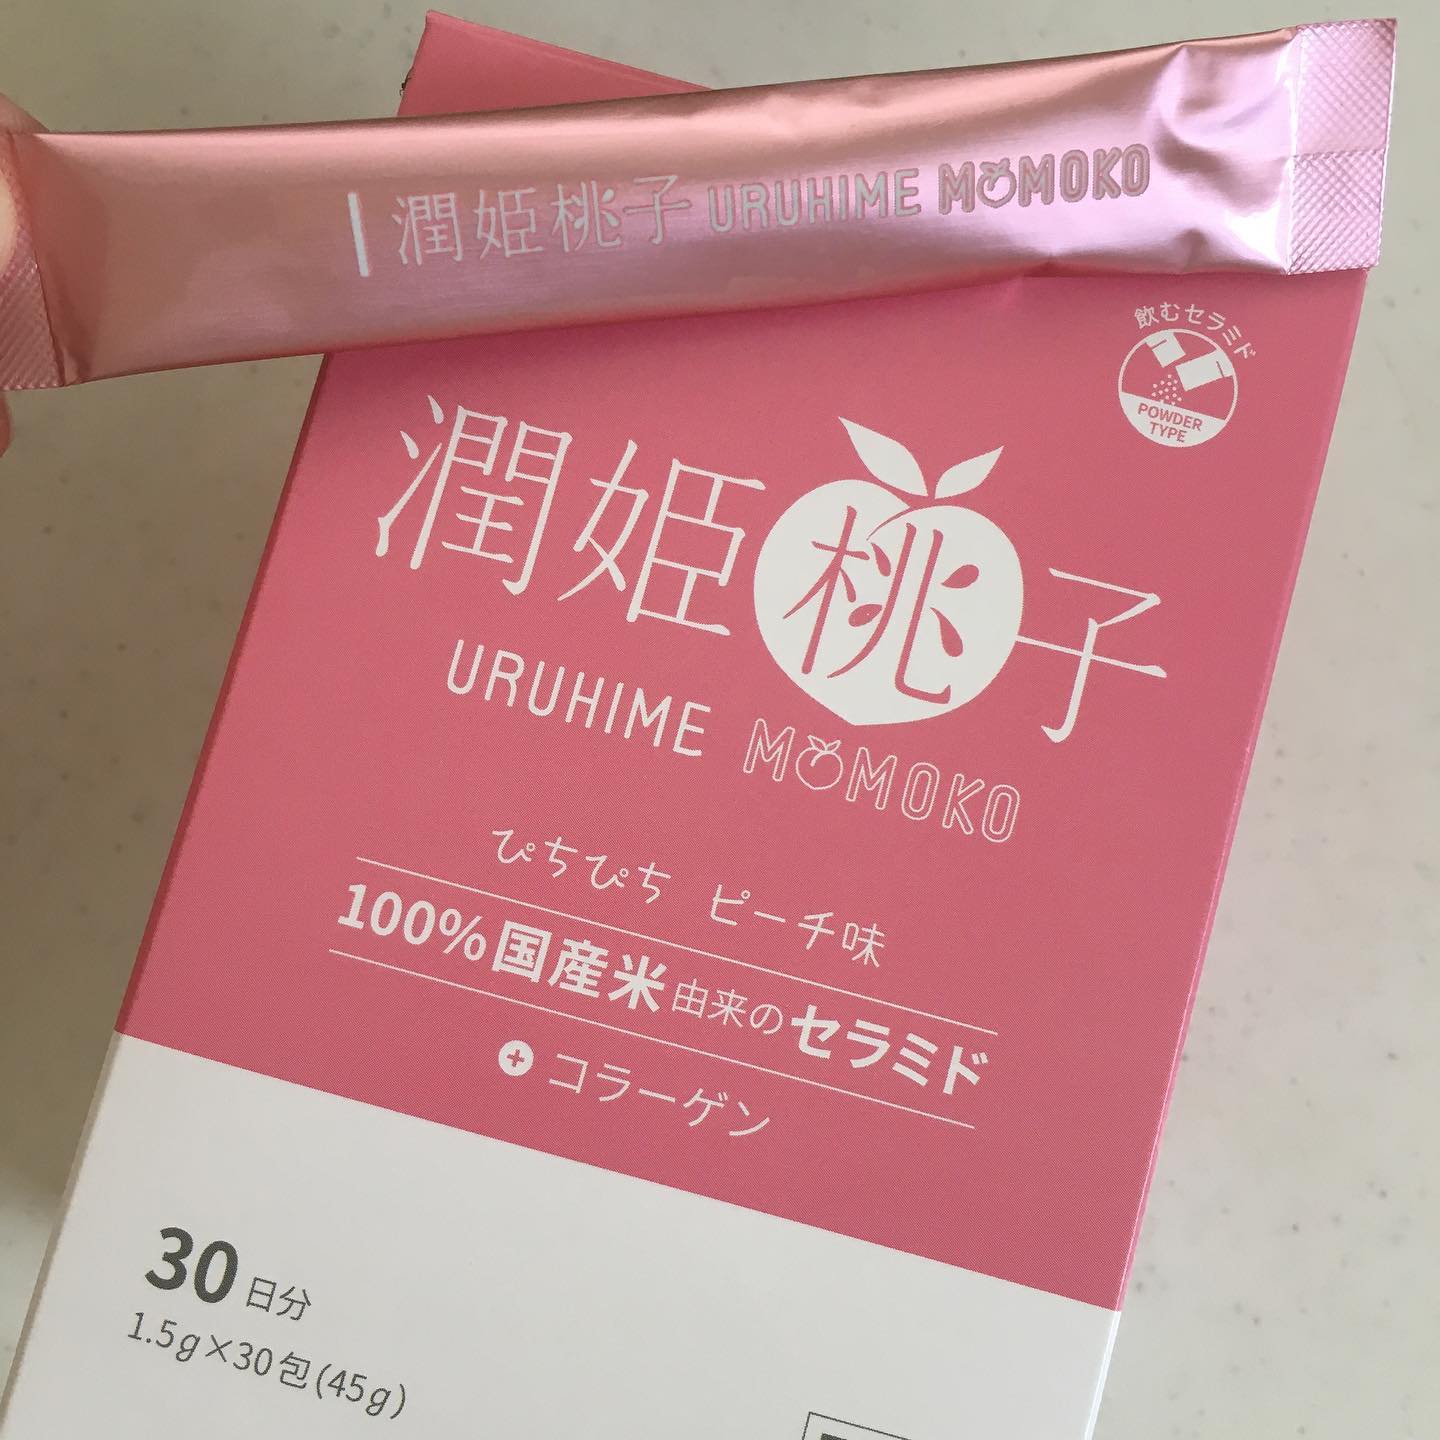 潤姫桃子 URUHIME MOMOKO
飲むセラミド
POWDER
TYPE
潤姫桃子
URUHIME MOMOKO
ぴちぴち ピーチ味
100%国産米由来のセラミド
+ コラーゲン
30日分
1.5g×30包(45g)